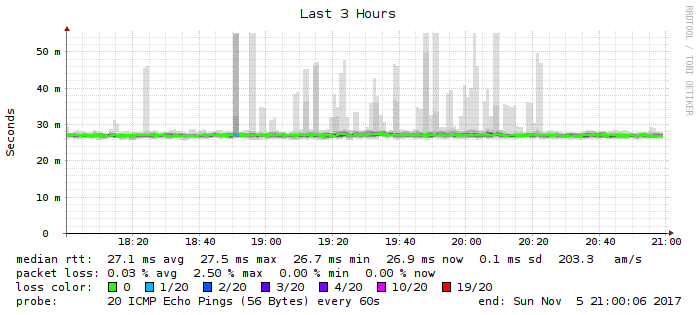 Last 3 Hours
RRDTOOL / TOBI OETIKER
Seconds
50 m
40 m
30 m
20 m
10 m
0
18:20 18:40 19:00 19:20 19:40 20:00 20:20 20:40 21:00
median rtt: 27.1 ms avg 27.5 ms max 26.7 ms min 26.9 ms now 0.1 ms sd 203.3 am/s
packet loss: 0.03 % avg 2.50 % max 0.00 % min 0.00 % now
loss color: 0 1/20 2/20 3/20 4/20 10/20 19/20
probe: 20 ICMP Echo Pings (56 Bytes) every 60s end: Sun Nov 5 21:00:06 2017